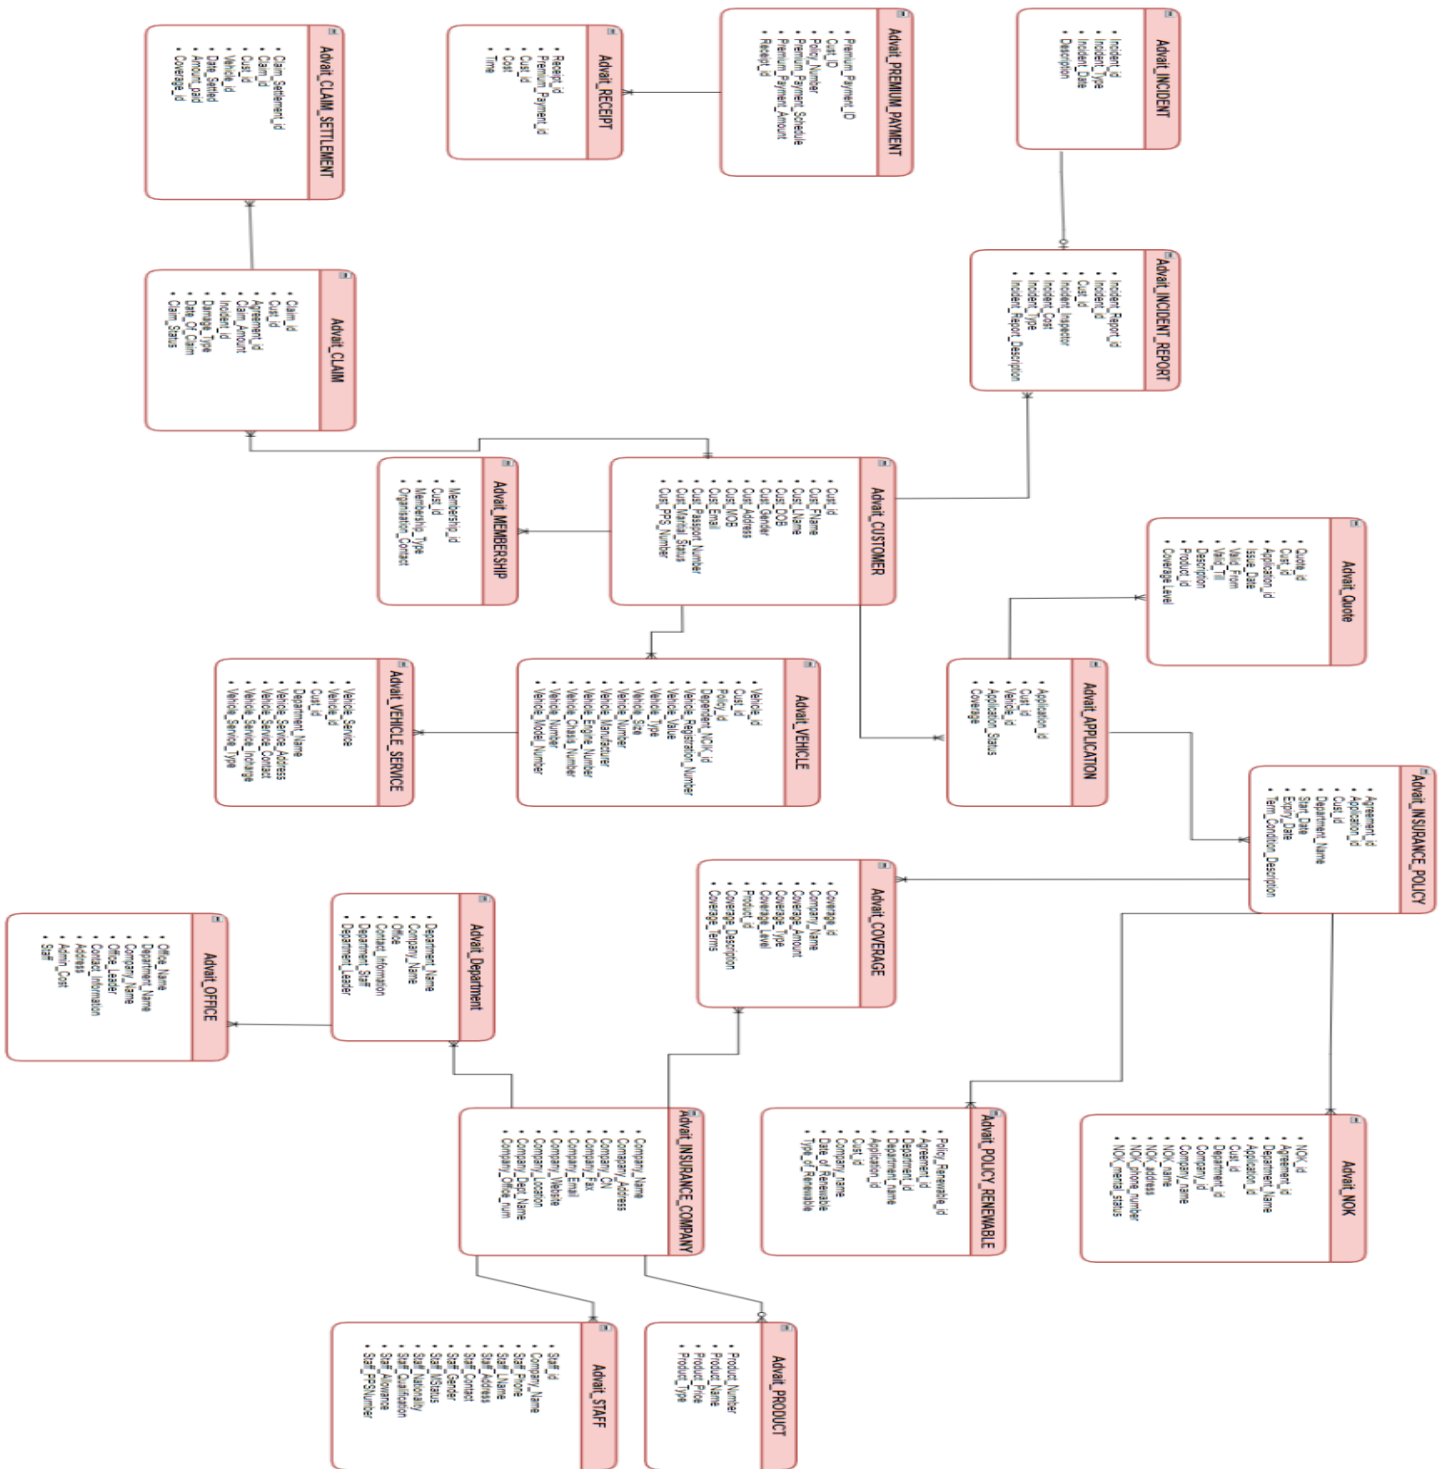 Advait_INCIDENT
Incident_id
Incident_Type
Incident_Date
Description
Advait_PREMIUM_PAYMENT
Premium_Payment_ID
Cust_ID
Policy_Number
Premium_Payment_Schedule
Premium_Payment_Amount
Receipt_id
Advait_RECEIPT
Receipt_id
Premium_Payment_id
Cust_id
Cost
Time
Advait_CLAIM_SETTLEMENT
Claim_Settlement_id
Claim_id
Cust_id
Vehicle_id
Date_Settled
Amount_paid
Coverage_id
Advait_INCIDENT_REPORT
Incident_Report_id
Incident_id
Cust_id
Incident_Inspector
Incident_Cost
Incident_Type
Incident_Report_Description
Advait_CLAIM
Claim_id
Cust_id
Agreement_id
Claim_Amount
Incident_id
Damage_Type
Date_Of_Claim
Claim_Status
Advait_CUSTOMER
Cust_id
Cust_FName
Cust_LName
Cust_DOB
Cust_Gender
Cust_Address
Cust_MOB
Cust_Email
Cust_Passport_Number
Cust_Marital_Status
Cust_PPS_Number
Advait_MEMBERSHIP
Membership_id
Cust_id
Membership_Type
Organisation_Contact
Advait_Quote
Quote_id
Cust_id
Application_id
Issue_Date
Valid_From
Valid_Till
Description
Product_id
Coverage Level
Advait_APPLICATION
Application_id
Cust_id
Vehicle_id
Application_Status
Coverage
Advait_VEHICLE
Vehicle_id
Cust_id
Policy_id
Dependent_NOK_id
Vehicle_Registration_Number
Vehicle_Value
Vehicle_Type
Vehicle_Size
Vehicle_Number
Vehicle_Manufacturer
Vehicle_Engine_Number
Vehicle_Chasis_Number
Vehicle_Number
Vehicle_Model_Number
Advait_VEHICLE_SERVICE
Vehicle_Service
Vehicle_id
Cust_id
Department_Name
Vehicle_Service_Address
Vehicle_Service_Contact
Vehicle_Service_Incharge
Vehicle_Service_Type
Advait_INSURANCE_POLICY
Agreement_id
Application_id
Cust_id
Department_Name
Start_Date
Expiry_Date
Term_Condition_Description
Advait_COVERAGE
Coverage_id
Company_Name
Coverage_Amount
Coverage_Type
Coverage_Level
Product_id
Coverage_Description
Coverage_Terms
Advait_Department
Department_Name
Company_Name
Office
Contact_Information
Department_Staff
Department_Leader
Advait_OFFICE
Office_Name
Department_Name
Company_Name
Office_Leader
Contact_Information
Address
Admin_Cost
Staff
Advait_NOK
NOK_id
Agreement_id
Department_Name
Application_id
Cust_id
Department_id
Company_id
Company_name
NOK_name
NOK_address
NOK_phone_number
NOK_mental_status
Advait_POLICY_RENEWABLE
Policy_Renewable_id
Agreement_id
Department_id
Department_name
Application_id
Cust_id
Company_name
Date_of_Renewable
Type_of_Renewable
Advait_INSURANCE_COMPANY
Company_Name
Comapany_Address
Company_CN
Company_Fax
Company_Email
Company_Website
Company_Location
Company_Dept_Name
Company_Office_num
Advait_PRODUCT
Product_Number
Product_Name
Product_Price
Product_Type
Advait_STAFF
Staff_id
Company_Name
Staff_Phone
Staff_LName
Staff_Address
Staff_Contact
Staff_Gender
Staff_MStatus
Staff_Nationality
Staff_Qualification
Staff_Allowance
Staff_PPSNumber